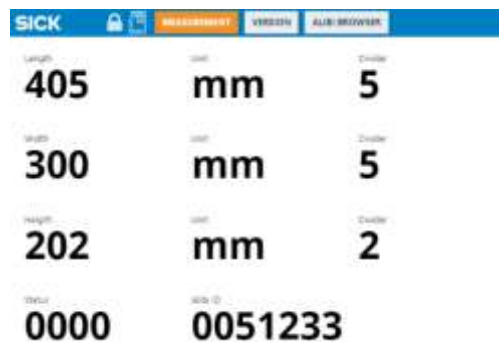 SICK MEASUREMENT VERSION ALIBI BROWSER
Length Unit Divider
405 mm 5
Width Unit Divider
300 mm 5
Height Unit Divider
202 mm 2
Status Alibi ID
0000 0051233